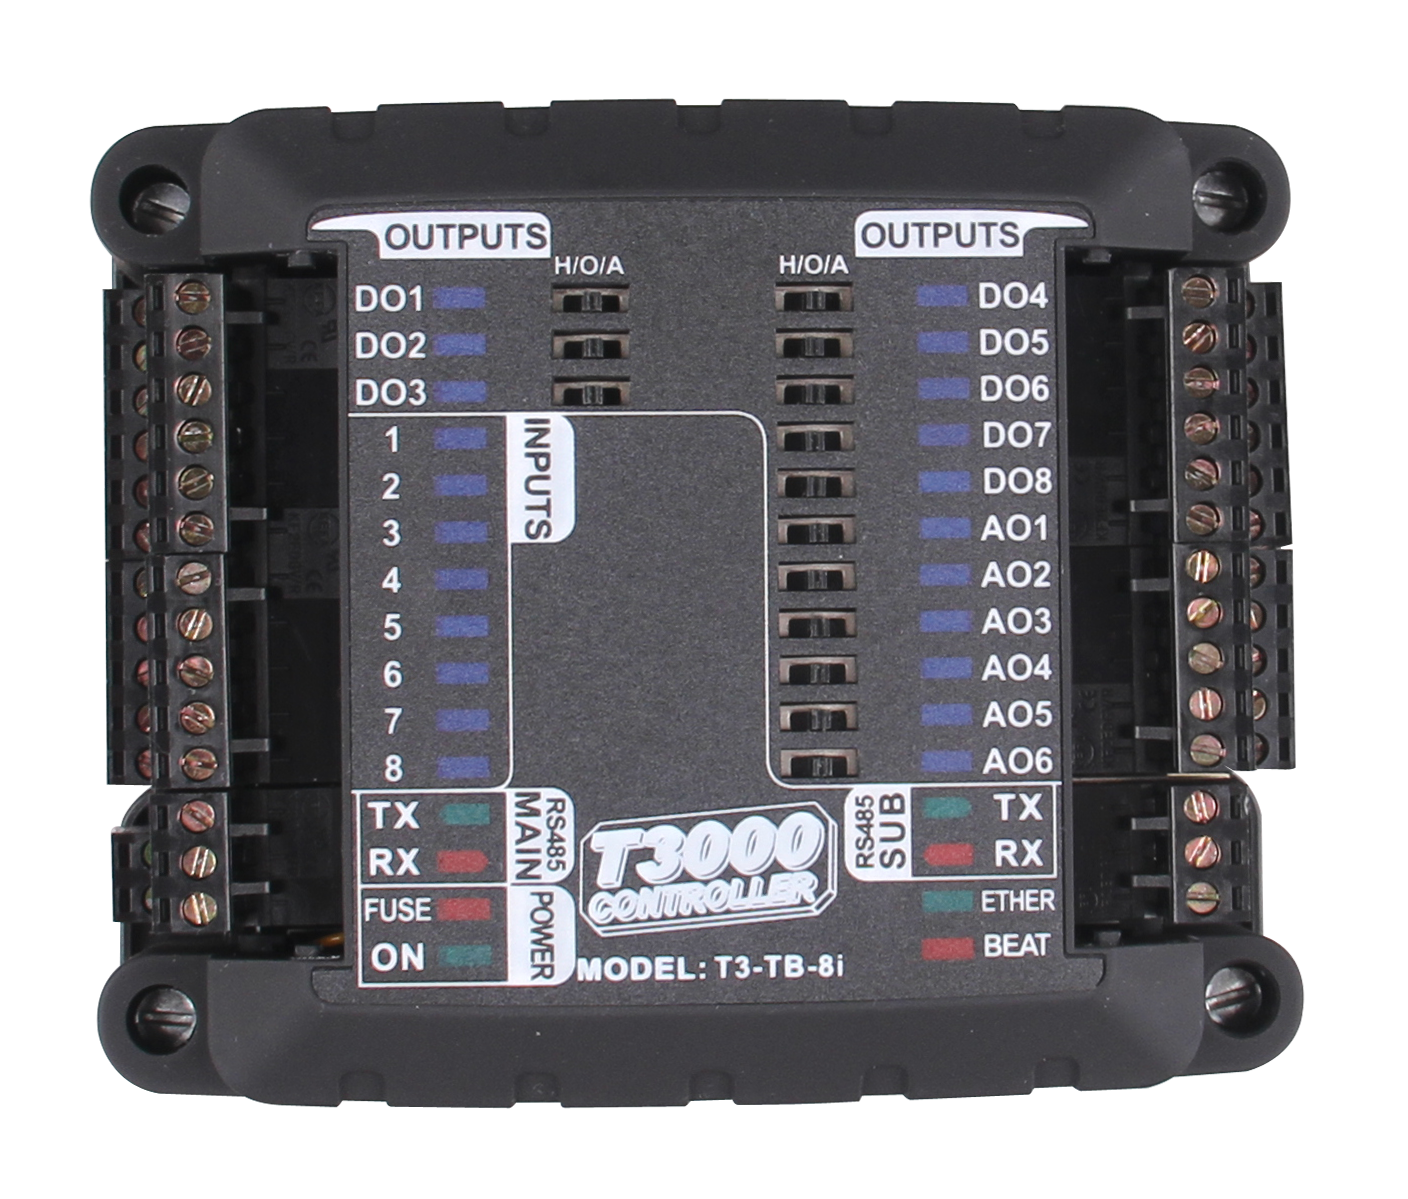 OUTPUTS
H/O/A
DO1
DO2
DO3
INPUTS
1
2
3
4
5
6
7
8
TX
RX
RS485
MAIN
FUSE
ON
POWER
OUTPUTS
H/O/A
DO4
DO5
DO6
DO7
DO8
AO1
AO2
AO3
AO4
AO5
AO6
RS485
SUB
TX
RX
ETHER
BEAT
T3000
CONTROLLER
MODEL: T3-TB-8i